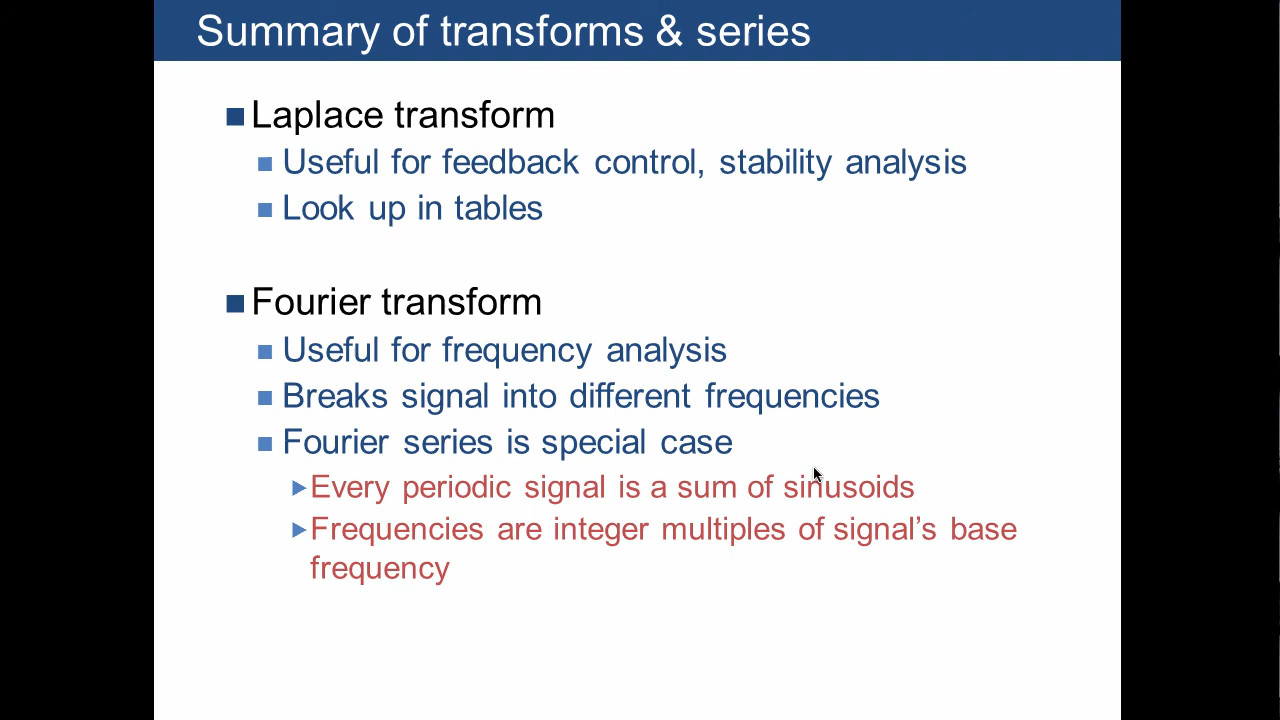 Summary of transforms & series
Laplace transform
Useful for feedback control, stability analysis
Look up in tables
Fourier transform
Useful for frequency analysis
Breaks signal into different frequencies
Fourier series is special case
Every periodic signal is a sum of sinusoids
Frequencies are integer multiples of signal’s base
frequency